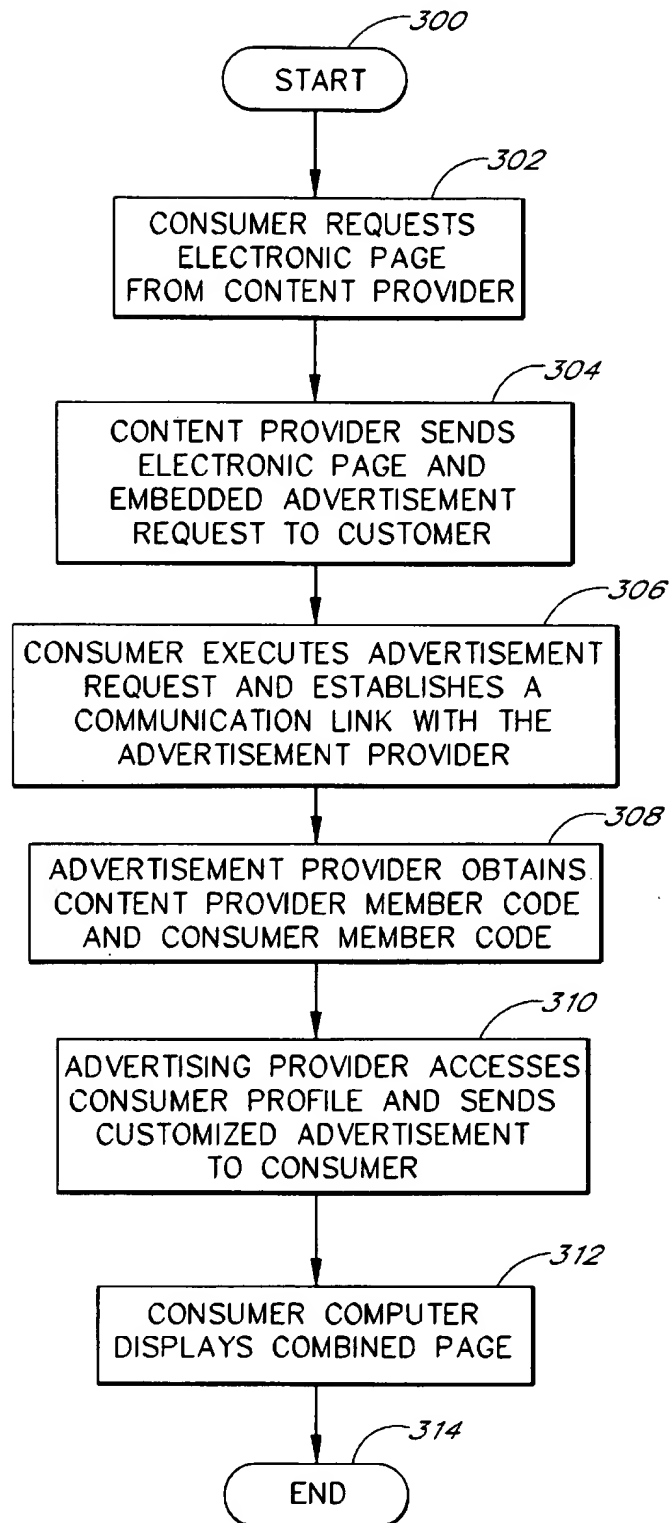 300
START
302
CONSUMER REQUESTS
ELECTRONIC PAGE
FROM CONTENT PROVIDER
304
CONTENT PROVIDER SENDS
ELECTRONIC PAGE AND
EMBEDDED ADVERTISEMENT
REQUEST TO CUSTOMER
306
CONSUMER EXECUTES ADVERTISEMENT
REQUEST AND ESTABLISHES A
COMMUNICATION LINK WITH THE
ADVERTISEMENT PROVIDER
308
ADVERTISEMENT PROVIDER OBTAINS
CONTENT PROVIDER MEMBER CODE
AND CONSUMER MEMBER CODE
310
ADVERTISING PROVIDER ACCESSES
CONSUMER PROFILE AND SENDS
CUSTOMIZED ADVERTISEMENT
TO CONSUMER
312
CONSUMER COMPUTER
DISPLAYS COMBINED PAGE
314
END